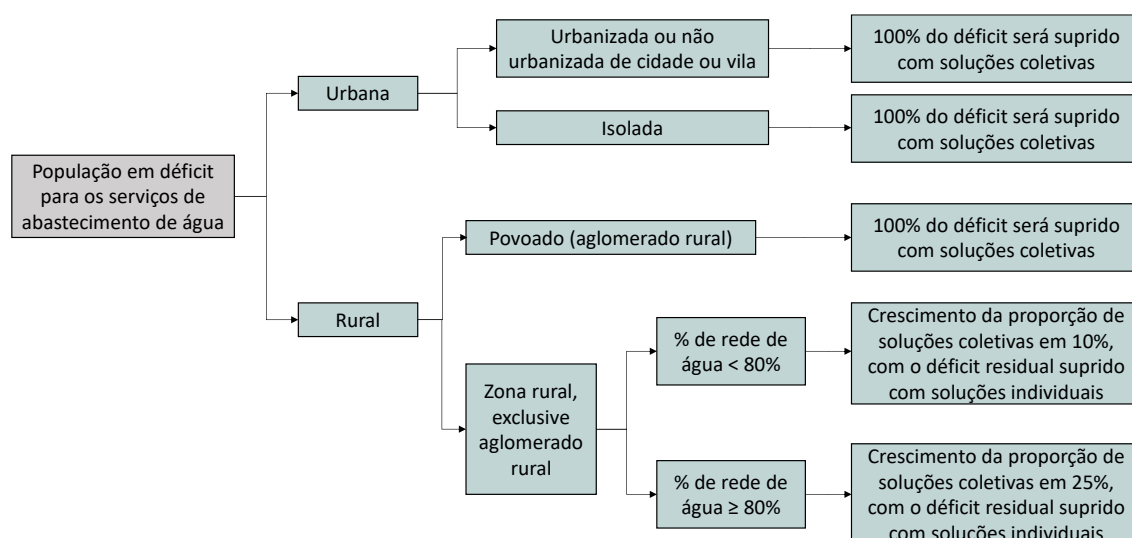 Urbanizada ou não
urbanizada de cidade ou vila
100% do déficit será suprido
com soluções coletivas
Urbana
Isolada
100% do déficit será suprido
com soluções coletivas
População em déficit
para os serviços de
abastecimento de água
Povoado (aglomerado rural)
100% do déficit será suprido
com soluções coletivas
Rural
% de rede de
água < 80%
Crescimento da proporção de
soluções coletivas em 10%,
com o déficit residual suprido
com soluções individuais
Zona rural,
exclusive
aglomerado
rural
% de rede de
água ≥ 80%
Crescimento da proporção de
soluções coletivas em 25%,
com o déficit residual suprido
com soluções individuais